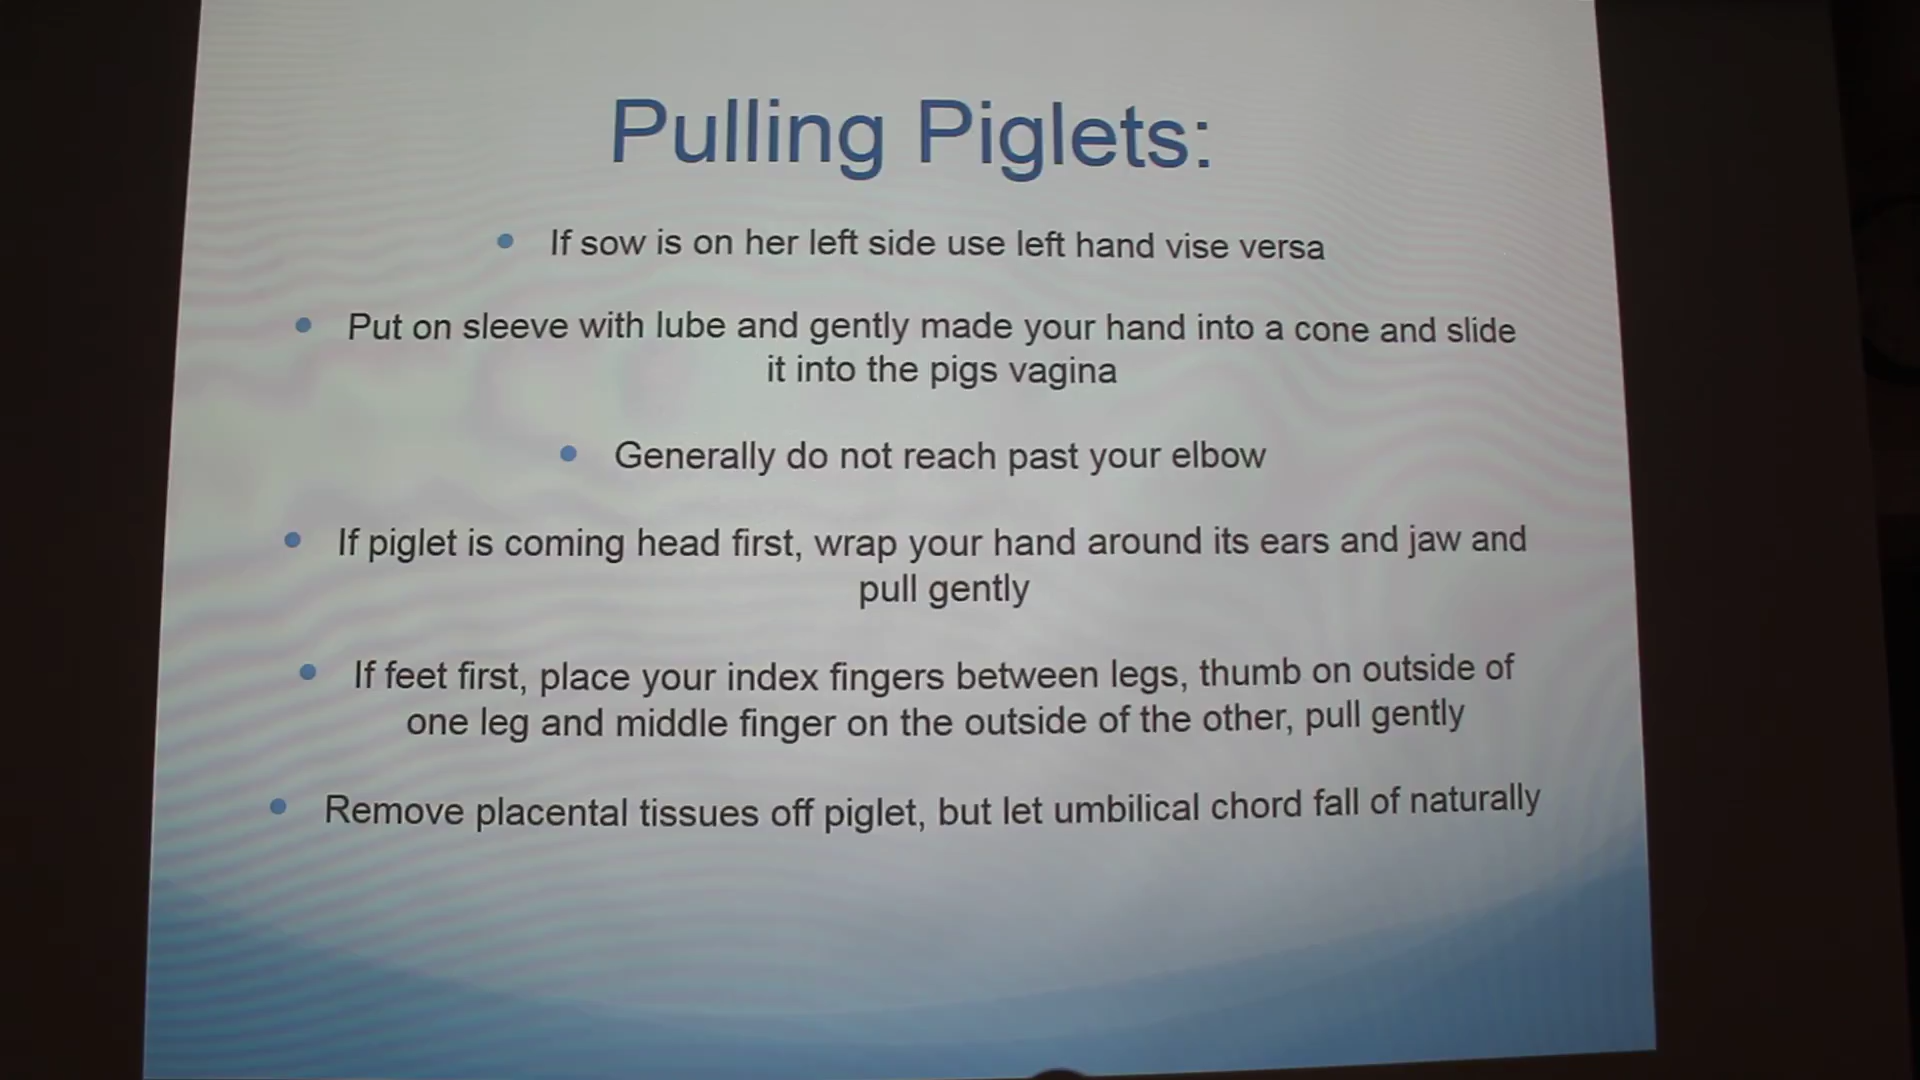 Pulling Piglets:
• If sow is on her left side use left hand vise versa
• Put on sleeve with lube and gently made your hand into a cone and slide
it into the pigs vagina
• Generally do not reach past your elbow
• If piglet is coming head first, wrap your hand around its ears and jaw and
pull gently
• If feet first, place your index fingers between legs, thumb on outside of
one leg and middle finger on the outside of the other, pull gently
• Remove placental tissues off piglet, but let umbilical chord fall of naturally